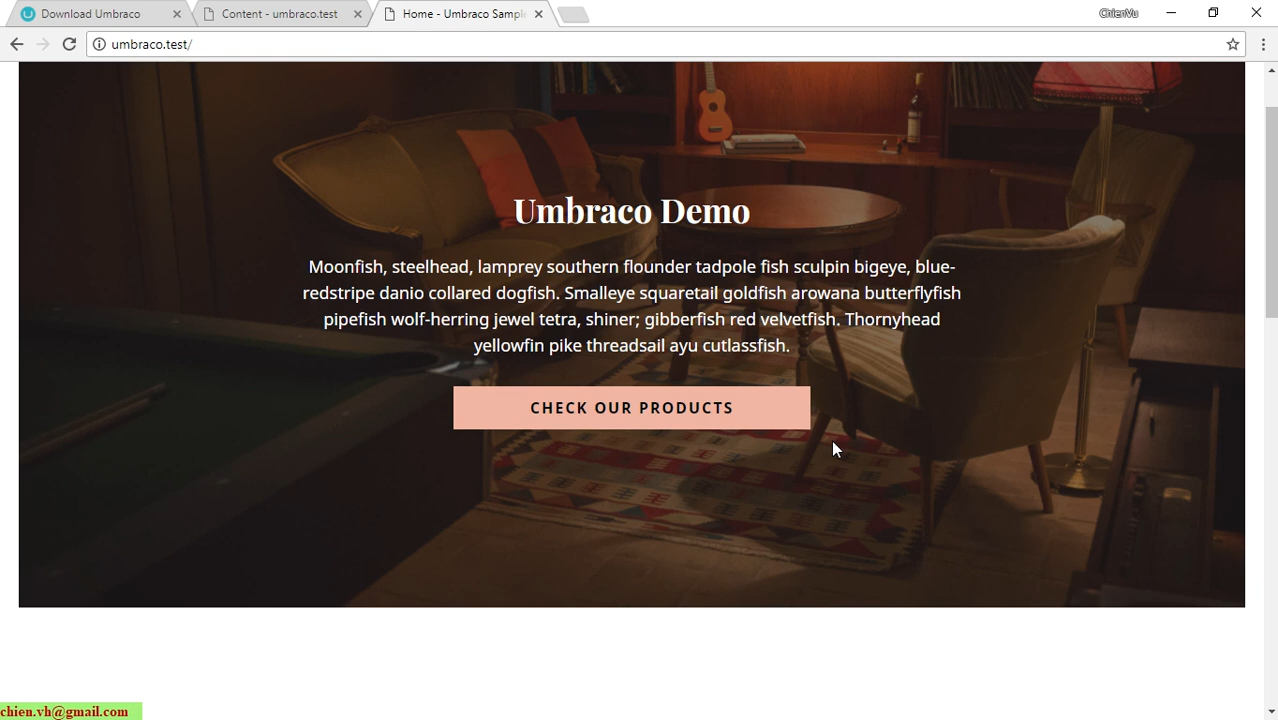 Download Umbraco
Content - umbraco.test
Home - Umbraco Sampl
ChienVu
umbraco.test/
Umbraco Demo
Moonfish, steelhead, lamprey southern flounder tadpole fish sculpin bigeye, blue-
redstripe danio collared dogfish. Smalleye squaretail goldfish arowana butterflyfish
pipefish wolf-herring jewel tetra, shiner; gibberfish red velvetfish. Thornyhead
yellowfin pike threadsail ayu cutlassfish.
CHECK OUR PRODUCTS
chien.vh@gmail.com